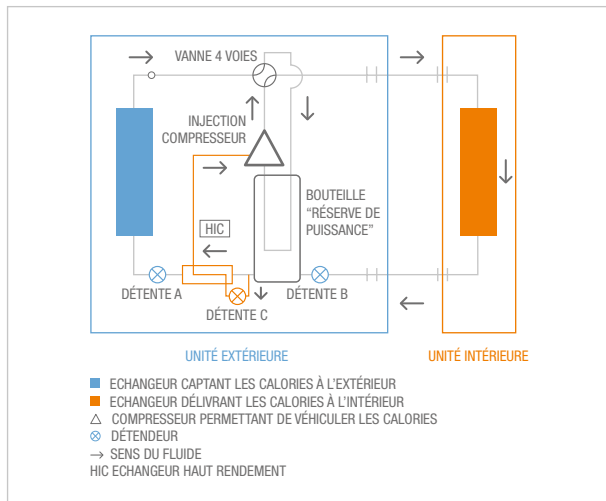 VANNE 4 VOIES
INJECTION
COMPRESSEUR
BOUTEILLE
“RÉSERVE DE
PUISSANCE”
HIC
DÉTENTE A
DÉTENTE B
DÉTENTE C
UNITÉ EXTÉRIEURE
UNITÉ INTÉRIEURE
ECHANGEUR CAPTANT LES CALORIES À L’EXTÉRIEUR
ECHANGEUR DÉLIVRANT LES CALORIES À L’INTÉRIEUR
COMPRESSEUR PERMETTANT DE VÉHICULER LES CALORIES
DÉTENDEUR
SENS DU FLUIDE
HIC ECHANGEUR HAUT RENDEMENT